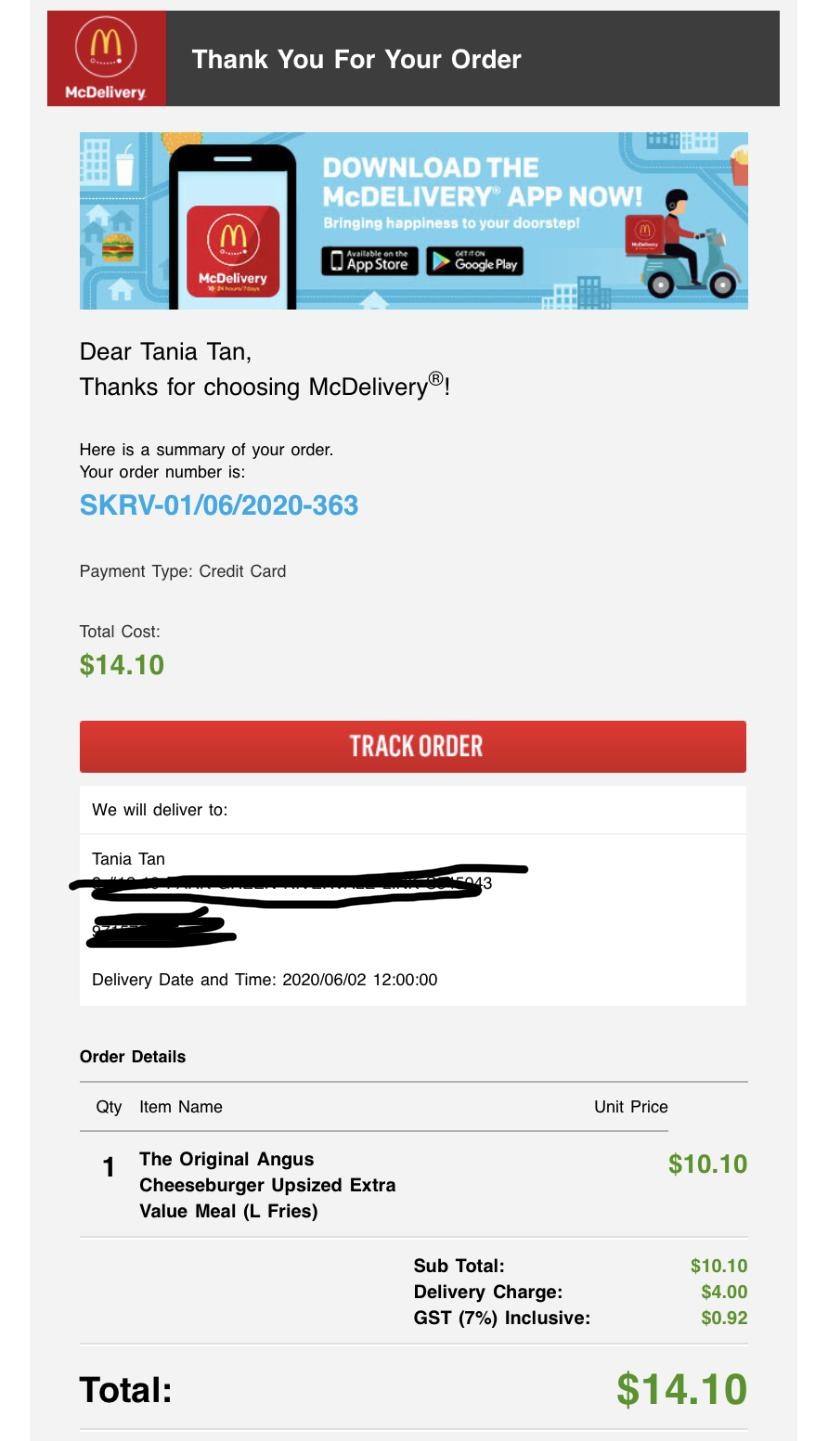 McDelivery
Thank You For Your Order
DOWNLOAD THE
McDELIVERY® APP NOW!
Bringing happiness to your doorstep!
McDelivery
24 hours/7 days
Available on the
App Store
GET IT ON
Google Play
Dear Tania Tan,
Thanks for choosing McDelivery®!
Here is a summary of your order.
Your order number is:
SKRV-01/06/2020-363
Payment Type: Credit Card
Total Cost:
$14.10
TRACK ORDER
We will deliver to:
Tania Tan
Delivery Date and Time: 2020/06/02 12:00:00
Order Details
Qty Item Name Unit Price
1 The Original Angus $10.10
Cheeseburger Upsized Extra
Value Meal (L Fries)
Sub Total: $10.10
Delivery Charge: $4.00
GST (7%) Inclusive: $0.92
Total: $14.10